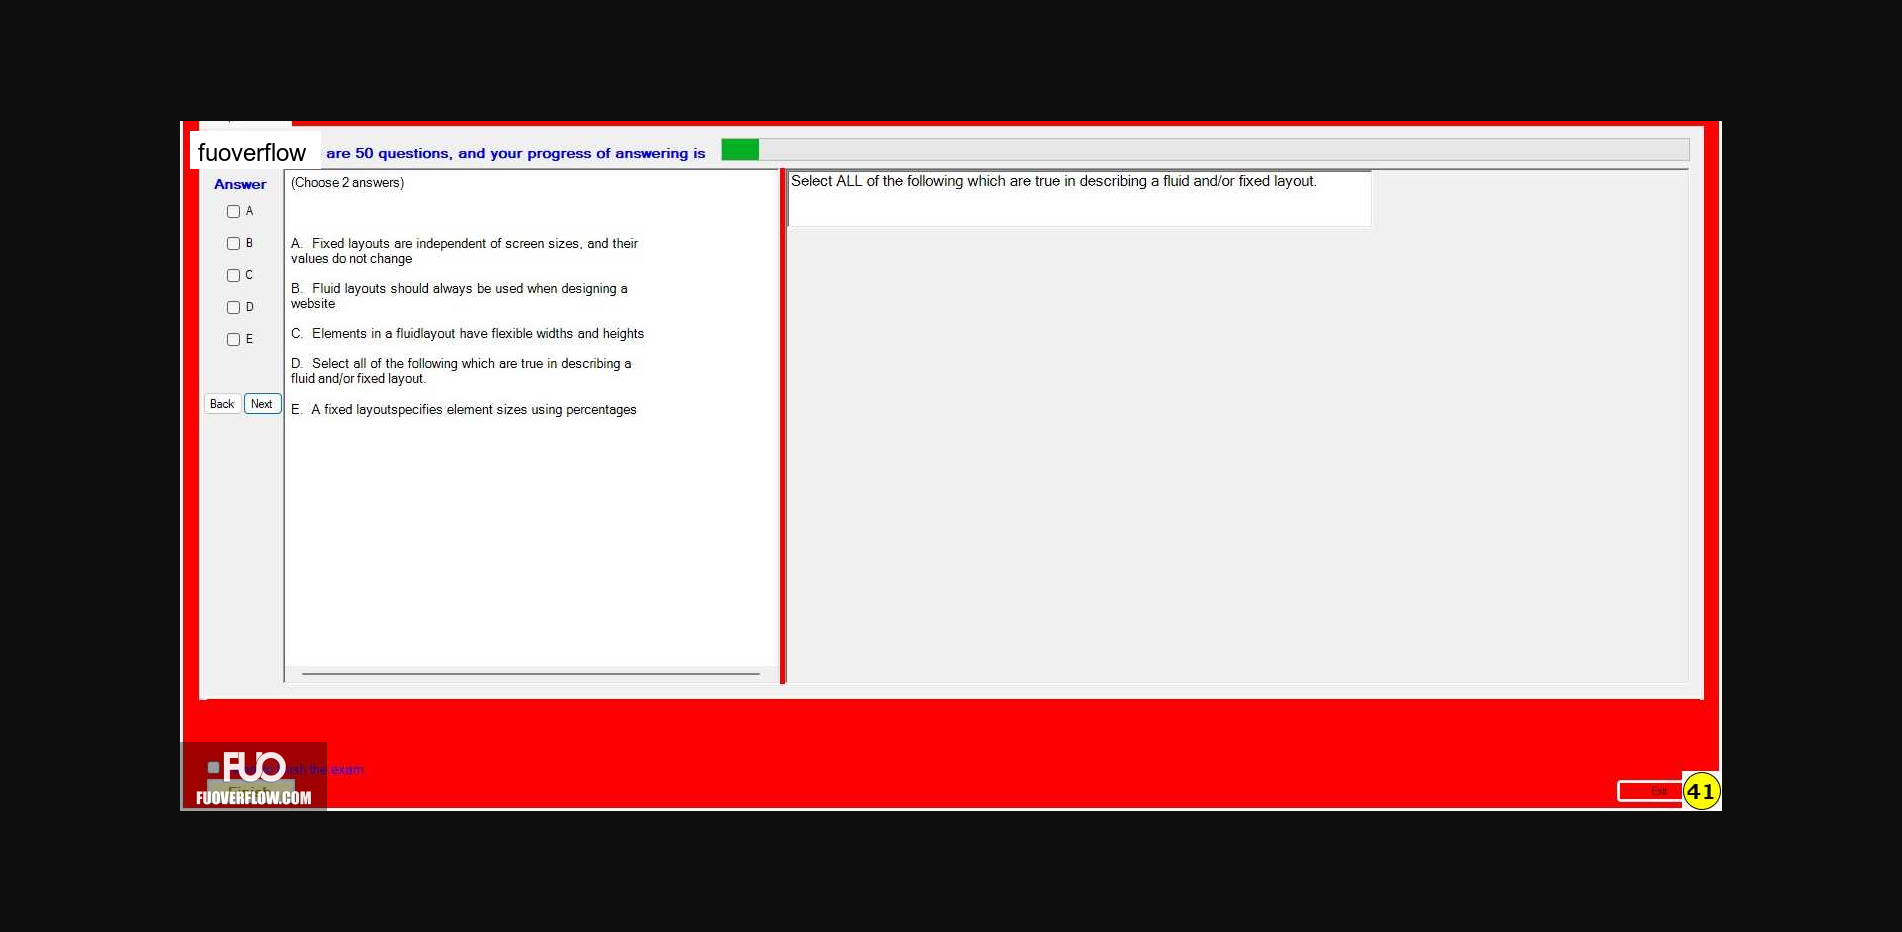 fuoverflow are 50 questions, and your progress of answering is
Answer
A
B
C
D
E
Back Next
(Choose 2 answers)
A. Fixed layouts are independent of screen sizes, and their
values do not change
B. Fluid layouts should always be used when designing a
website
C. Elements in a fluidlayout have flexible widths and heights
D. Select all of the following which are true in describing a
fluid and/or fixed layout.
E. A fixed layoutspecifies element sizes using percentages
Select ALL of the following which are true in describing a fluid and/or fixed layout.
FUO
the exam
Finish
FUOVERFLOW.COM
Exit
41